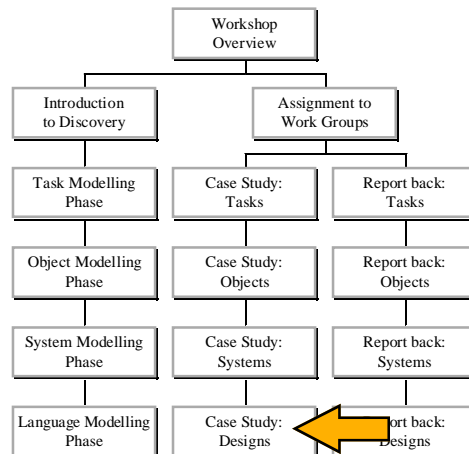 Workshop
Overview
Introduction
to Discovery
Assignment to
Work Groups
Task Modelling
Phase
Case Study:
Tasks
Report back:
Tasks
Object Modelling
Phase
Case Study:
Objects
Report back:
Objects
System Modelling
Phase
Case Study:
Systems
Report back:
Systems
Language Modelling
Phase
Case Study:
Designs
back:
Designs